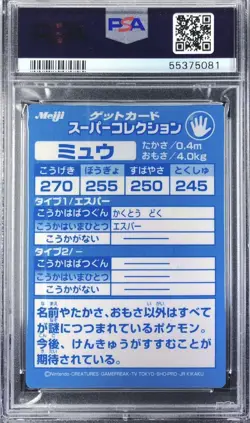 PSA
55375081
Meiji
ゲットカード
スーパーコレクション
ミュウ
たかさ/0.4m
おもさ/4.0kg
こうげき ぼうぎょ すばやさ とくしゅ
270 255 250 245
タイプ1/エスパー
こうかはばつぐん かくとう どく
こうかはいまひとつ エスパー
こうかがない ー
タイプ2/ー
こうかはばつぐん
こうかはいまひとつ
こうかがない
名前やたかさ、おもさ以外はすべて
が謎につつまれているポケモン。
今後、けんきゅうがすすむことが
期待されている。
©Nintendo・CREATURES・GAMEFREAK・TV TOKYO・SHO-PRO・JR KIKAKU